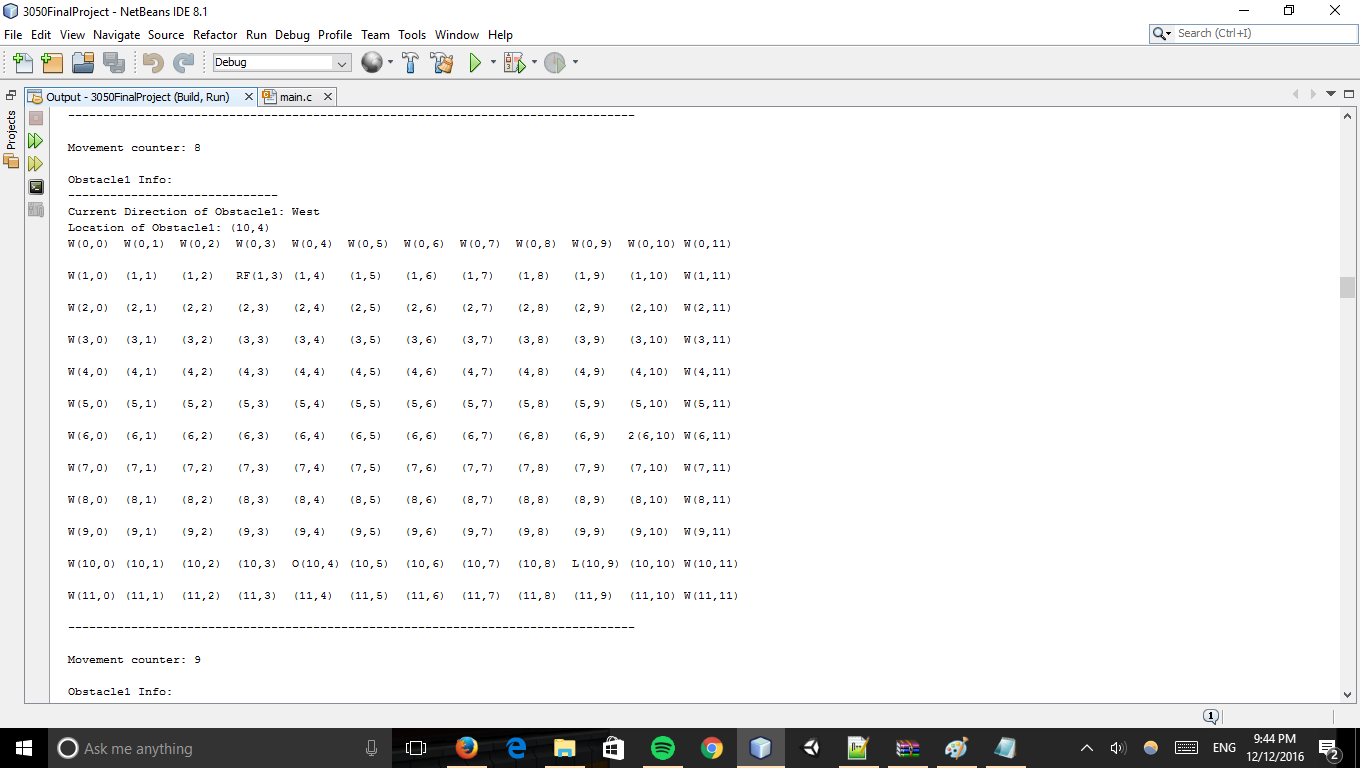 3050FinalProject - NetBeans IDE 8.1
File Edit View Navigate Source Refactor Run Debug Profile Team Tools Window Help
Search (Ctrl+I)
Debug
Output - 3050FinalProject (Build, Run) main.c
Projects
--------------------------------------------------------------------------------
Movement counter: 8
Obstacle1 Info:
------------------------------
Current Direction of Obstacle1: West
Location of Obstacle1: (10,4)
W(0,0) W(0,1) W(0,2) W(0,3) W(0,4) W(0,5) W(0,6) W(0,7) W(0,8) W(0,9) W(0,10) W(0,11)
W(1,0) (1,1) (1,2) RF(1,3) (1,4) (1,5) (1,6) (1,7) (1,8) (1,9) (1,10) W(1,11)
W(2,0) (2,1) (2,2) (2,3) (2,4) (2,5) (2,6) (2,7) (2,8) (2,9) (2,10) W(2,11)
W(3,0) (3,1) (3,2) (3,3) (3,4) (3,5) (3,6) (3,7) (3,8) (3,9) (3,10) W(3,11)
W(4,0) (4,1) (4,2) (4,3) (4,4) (4,5) (4,6) (4,7) (4,8) (4,9) (4,10) W(4,11)
W(5,0) (5,1) (5,2) (5,3) (5,4) (5,5) (5,6) (5,7) (5,8) (5,9) (5,10) W(5,11)
W(6,0) (6,1) (6,2) (6,3) (6,4) (6,5) (6,6) (6,7) (6,8) (6,9) 2(6,10) W(6,11)
W(7,0) (7,1) (7,2) (7,3) (7,4) (7,5) (7,6) (7,7) (7,8) (7,9) (7,10) W(7,11)
W(8,0) (8,1) (8,2) (8,3) (8,4) (8,5) (8,6) (8,7) (8,8) (8,9) (8,10) W(8,11)
W(9,0) (9,1) (9,2) (9,3) (9,4) (9,5) (9,6) (9,7) (9,8) (9,9) (9,10) W(9,11)
W(10,0) (10,1) (10,2) (10,3) O(10,4) (10,5) (10,6) (10,7) (10,8) L(10,9) (10,10) W(10,11)
W(11,0) (11,1) (11,2) (11,3) (11,4) (11,5) (11,6) (11,7) (11,8) (11,9) (11,10) W(11,11)
--------------------------------------------------------------------------------
Movement counter: 9
Obstacle1 Info:
1
Ask me anything
ENG
9:44 PM
12/12/2016
2